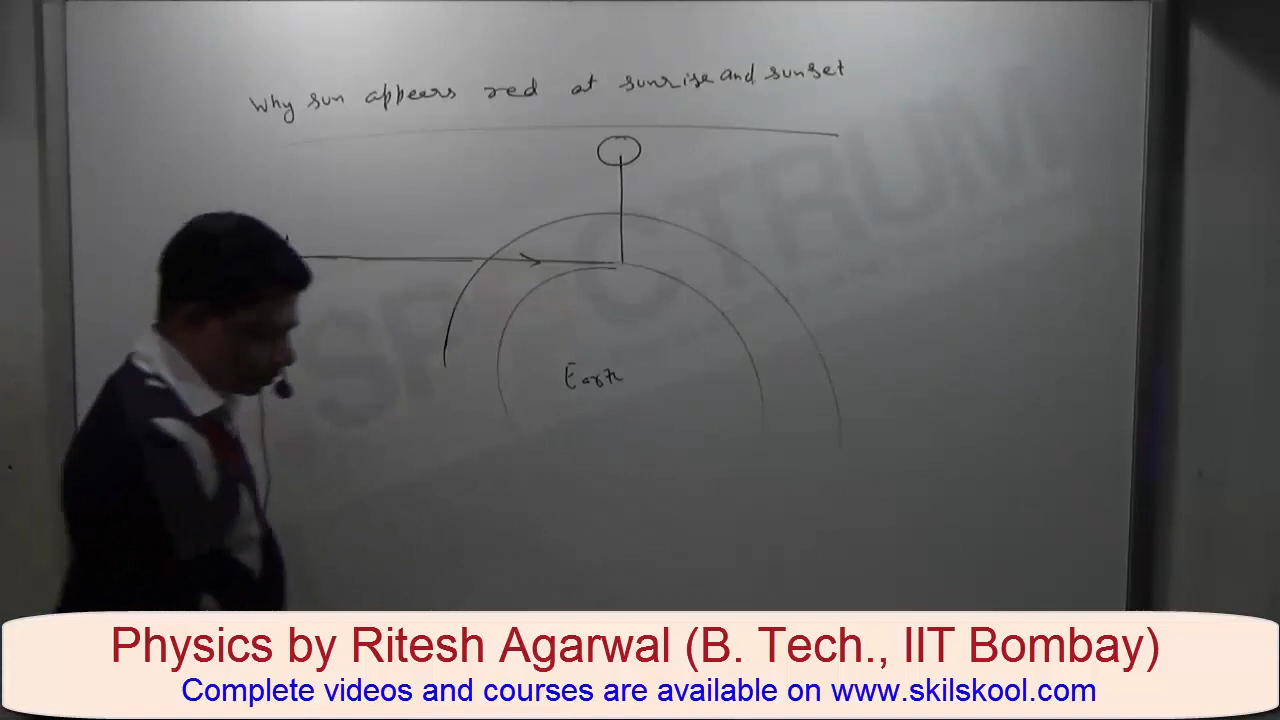 Why sun appears red at sunrise and sunset
SPECTRUM
Earth
Physics by Ritesh Agarwal (B. Tech., IIT Bombay)
Complete videos and courses are available on www.skilskool.com